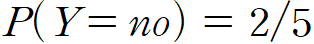 P(Y= no) = 2/5